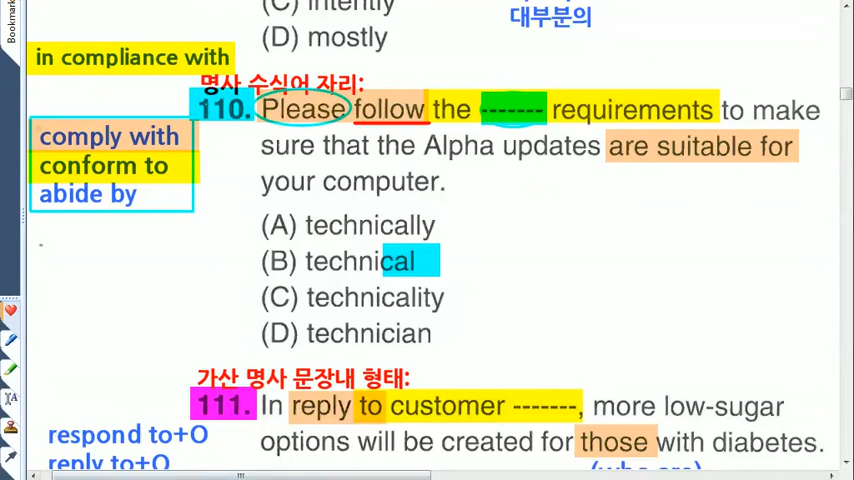 Bookmark
(C) intently
대부분의
(D) mostly
in compliance with
명사 수식어 자리:
110. Please follow the ------- requirements to make
comply with
sure that the Alpha updates are suitable for
conform to
your computer.
abide by
(A) technically
(B) technical
(C) technicality
(D) technician
가산 명사 문장내 형태:
111. In reply to customer -------, more low-sugar
respond to+O
options will be created for those with diabetes.
reply to+O
(who are)